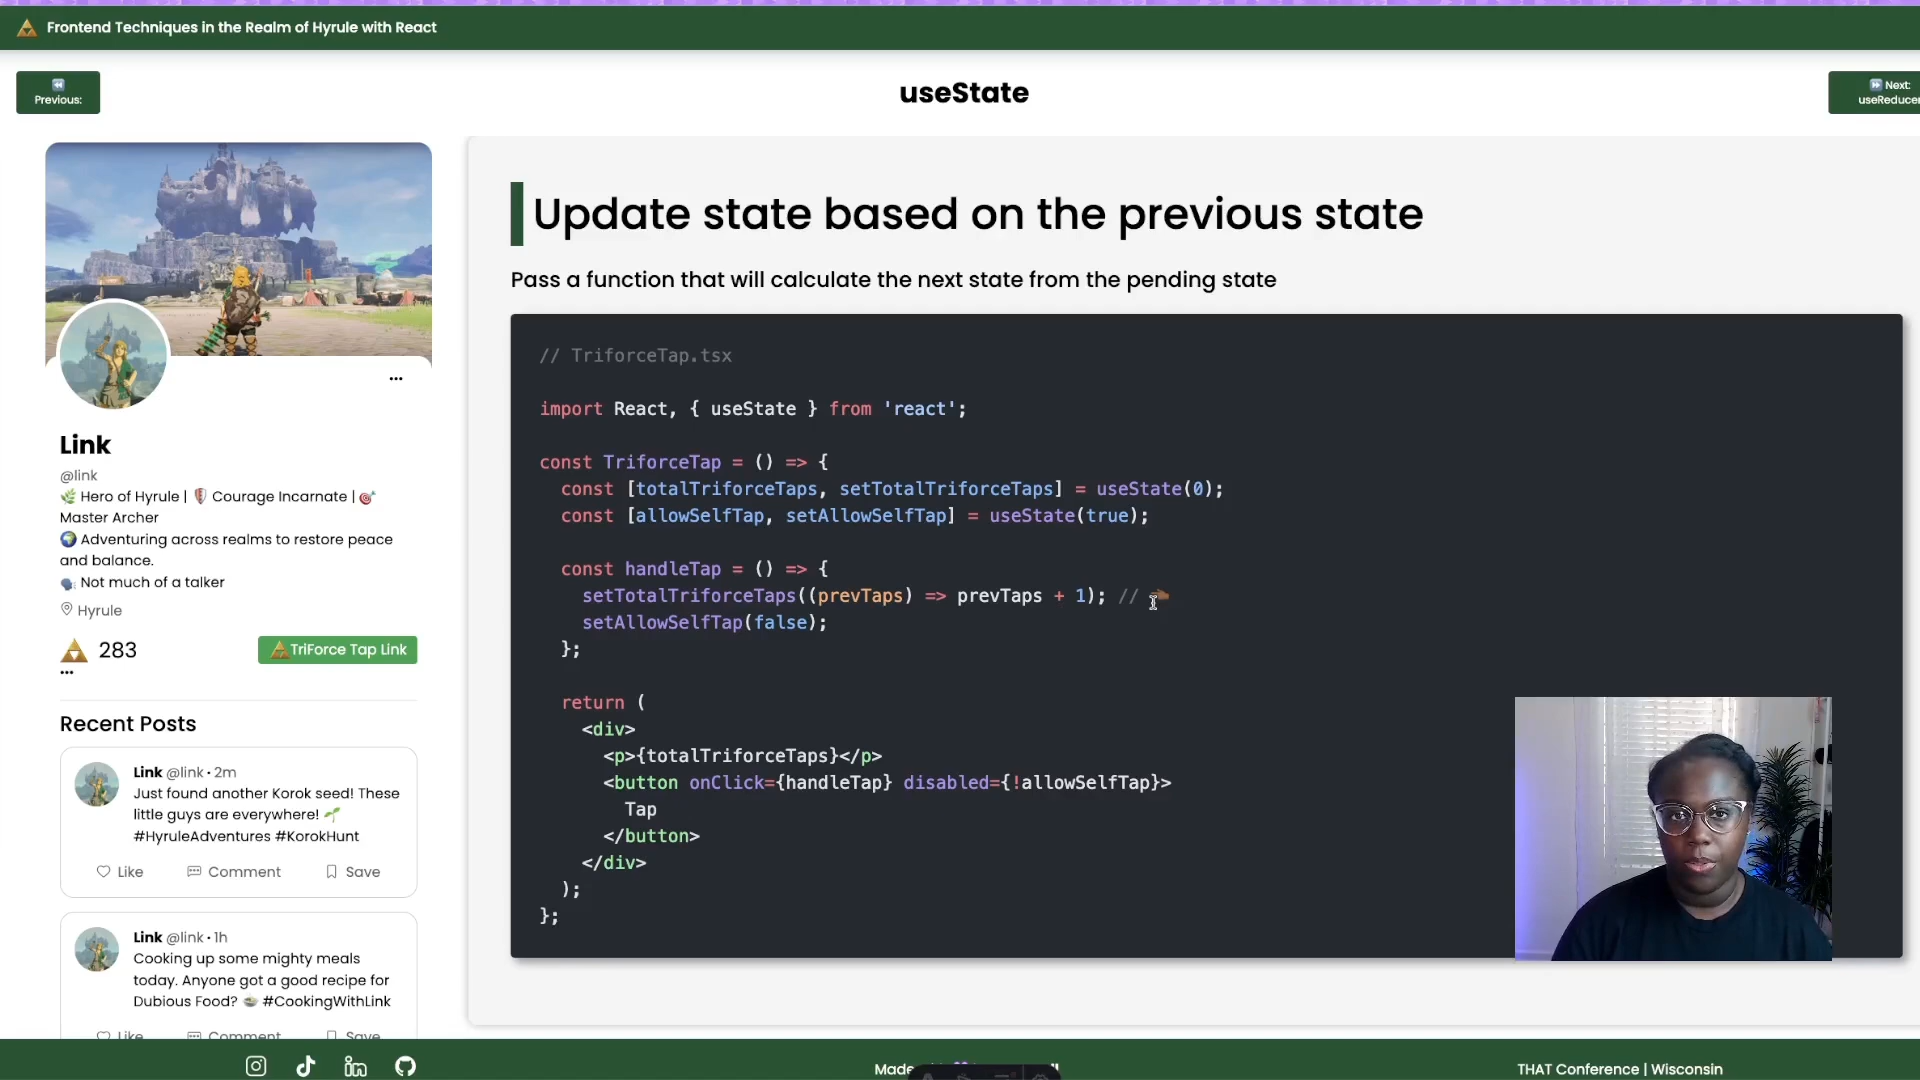 Frontend Techniques in the Realm of Hyrule with React
Previous:
useState
Next:
useReducer
Link
@link
Hero of Hyrule | Courage Incarnate |
Master Archer
Adventuring across realms to restore peace
and balance.
Not much of a talker
Hyrule
283
TriForce Tap Link
...
Recent Posts
Link @link • 2m
Just found another Korok seed! These
little guys are everywhere!
#HyruleAdventures #KorokHunt
Like Comment Save
Link @link • 1h
Cooking up some mighty meals
today. Anyone got a good recipe for
Dubious Food? #CookingWithLink
Like Comment Save
Update state based on the previous state
Pass a function that will calculate the next state from the pending state
// TriforceTap.tsx
import React, { useState } from 'react';
const TriforceTap = () => {
const [totalTriforceTaps, setTotalTriforceTaps] = useState(0);
const [allowSelfTap, setAllowSelfTap] = useState(true);
const handleTap = () => {
setTotalTriforceTaps((prevTaps) => prevTaps + 1); //
setAllowSelfTap(false);
};
return (
<div>
<p>{totalTriforceTaps}</p>
<button onClick={handleTap} disabled={!allowSelfTap}>
Tap
</button>
</div>
);
};
Made
THAT Conference | Wisconsin